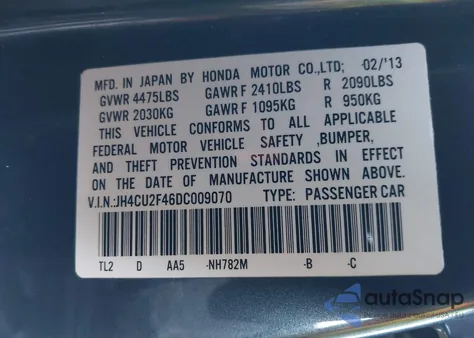 MFD. IN JAPAN BY HONDA MOTOR CO.,LTD; 02/'13
GVWR 4475LBS GAWR F 2410LBS R 2090LBS
GVWR 2030KG GAWR F 1095KG R 950KG
THIS VEHICLE CONFORMS TO ALL APPLICABLE
FEDERAL MOTOR VEHICLE SAFETY ,BUMPER,
AND THEFT PREVENTION STANDARDS IN EFFECT
ON THE DATE OF MANUFACTURE SHOWN ABOVE.
V.I.N.:JH4CU2F46DC009070 TYPE: PASSENGER CAR
TL2 D AA5 -NH782M -B -C
autoSnap